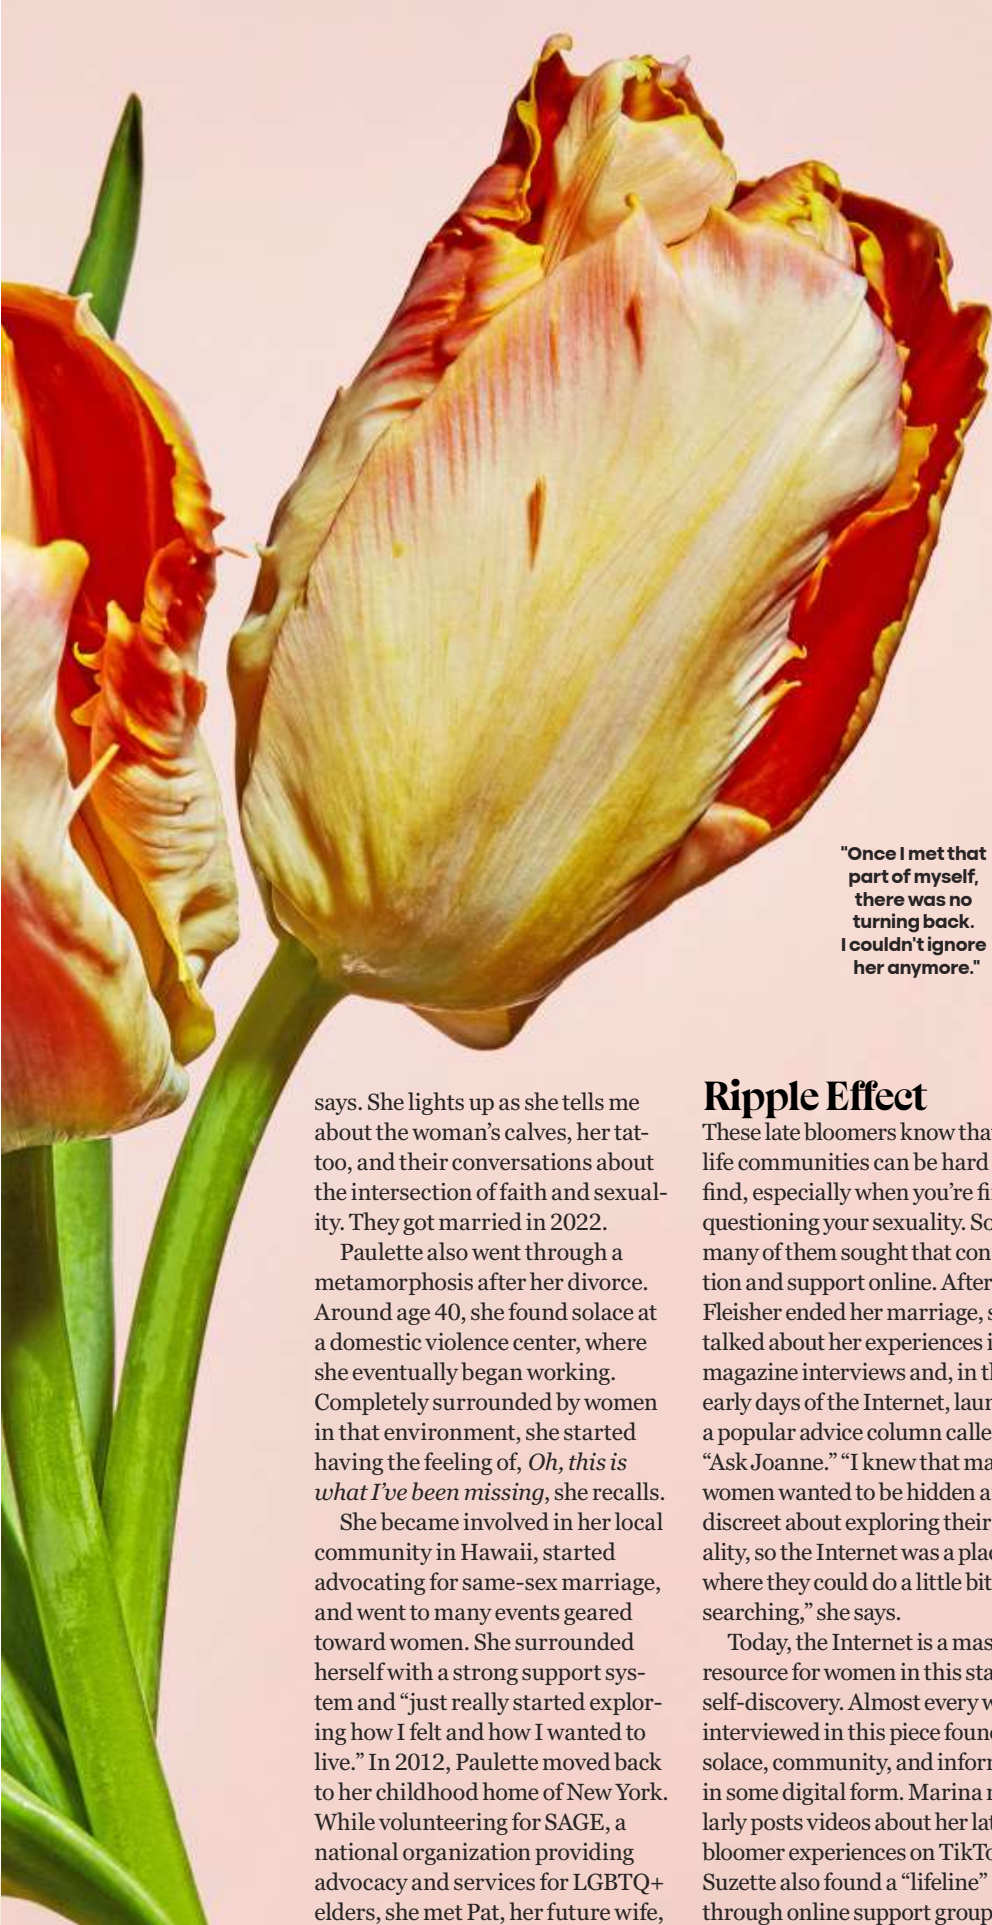 "Once I met that
part of myself,
there was no
turning back.
I couldn't ignore
her anymore."
says. She lights up as she tells me
about the woman's calves, her tat-
too, and their conversations about
the intersection of faith and sexual-
ity. They got married in 2022.
Paulette also went through a
metamorphosis after her divorce.
Around age 40, she found solace at
a domestic violence center, where
she eventually began working.
Completely surrounded by women
in that environment, she started
having the feeling of, Oh, this is
what I've been missing, she recalls.
She became involved in her local
community in Hawaii, started
advocating for same-sex marriage,
and went to many events geared
toward women. She surrounded
herself with a strong support sys-
tem and “just really started explor-
ing how I felt and how I wanted to
live.” In 2012, Paulette moved back
to her childhood home of New York.
While volunteering for SAGE, a
national organization providing
advocacy and services for LGBTQ+
elders, she met Pat, her future wife,
Ripple Effect
These late bloomers know
life communities can be hard
find, especially when you're
questioning your sexuality. So
many of them sought that
tion and support online. After
Fleisher ended her marriage,
talked about her experiences
magazine interviews and, in
early days of the Internet,
a popular advice column
“Ask Joanne.” “I knew that
women wanted to be hidden
discreet about exploring their
ality, so the Internet was a
where they could do a little bit
searching,” she says.
Today, the Internet is a
resource for women in this
self-discovery. Almost every
interviewed in this piece
solace, community, and
in some digital form. Marina
larly posts videos about her
bloomer experiences on
Suzette also found a “lifeline”
through online support